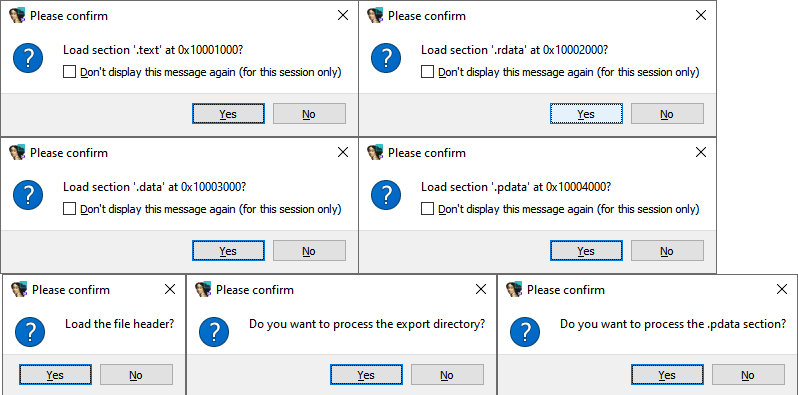 Please confirm
Load section '.text' at 0x10001000?
Don't display this message again (for this session only)
Yes
No
Please confirm
Load section '.rdata' at 0x10002000?
Don't display this message again (for this session only)
Yes
No
Please confirm
Load section '.data' at 0x10003000?
Don't display this message again (for this session only)
Yes
No
Please confirm
Load section '.pdata' at 0x10004000?
Don't display this message again (for this session only)
Yes
No
Please confirm
Load the file header?
Yes
No
Please confirm
Do you want to process the export directory?
Yes
No
Please confirm
Do you want to process the .pdata section?
Yes
No